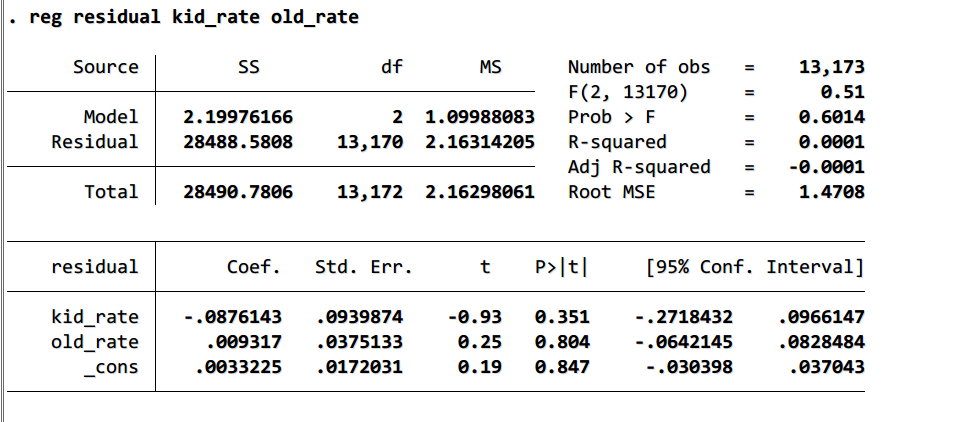 . reg residual kid_rate old_rate
Source SS df MS Number of obs = 13,173
F(2, 13170) = 0.51
Model 2.19976166 2 1.09988083 Prob > F = 0.6014
Residual 28488.5808 13,170 2.16314205 R-squared = 0.0001
Adj R-squared = -0.0001
Total 28490.7806 13,172 2.16298061 Root MSE = 1.4708
residual Coef. Std. Err. t P>|t| [95% Conf. Interval]
kid_rate -.0876143 .0939874 -0.93 0.351 -.2718432 .0966147
old_rate .009317 .0375133 0.25 0.804 -.0642145 .0828484
_cons .0033225 .0172031 0.19 0.847 -.030398 .037043